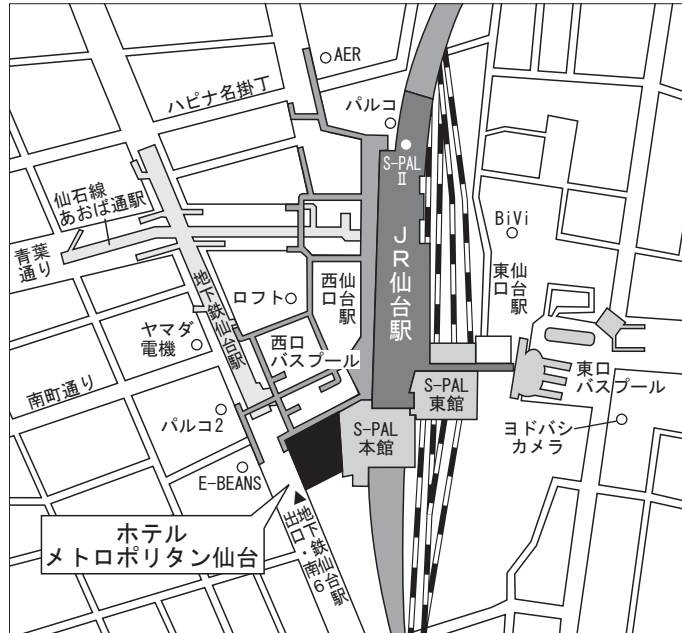 AER
ハピナ名掛丁
パルコ
S-PAL
II
仙石線
あおば通駅
BiVi
青葉
通り
JR仙台駅
仙台駅
西口
仙台駅
東口
地下鉄仙台駅
ロフト
ヤマダ
電機
西口
バスプール
東口
バスプール
南町通り
S-PAL
東館
パルコ2
S-PAL
本館
ヨドバシ
カメラ
E-BEANS
ホテル
メトロポリタン仙台
地下鉄仙台駅
出口・南6